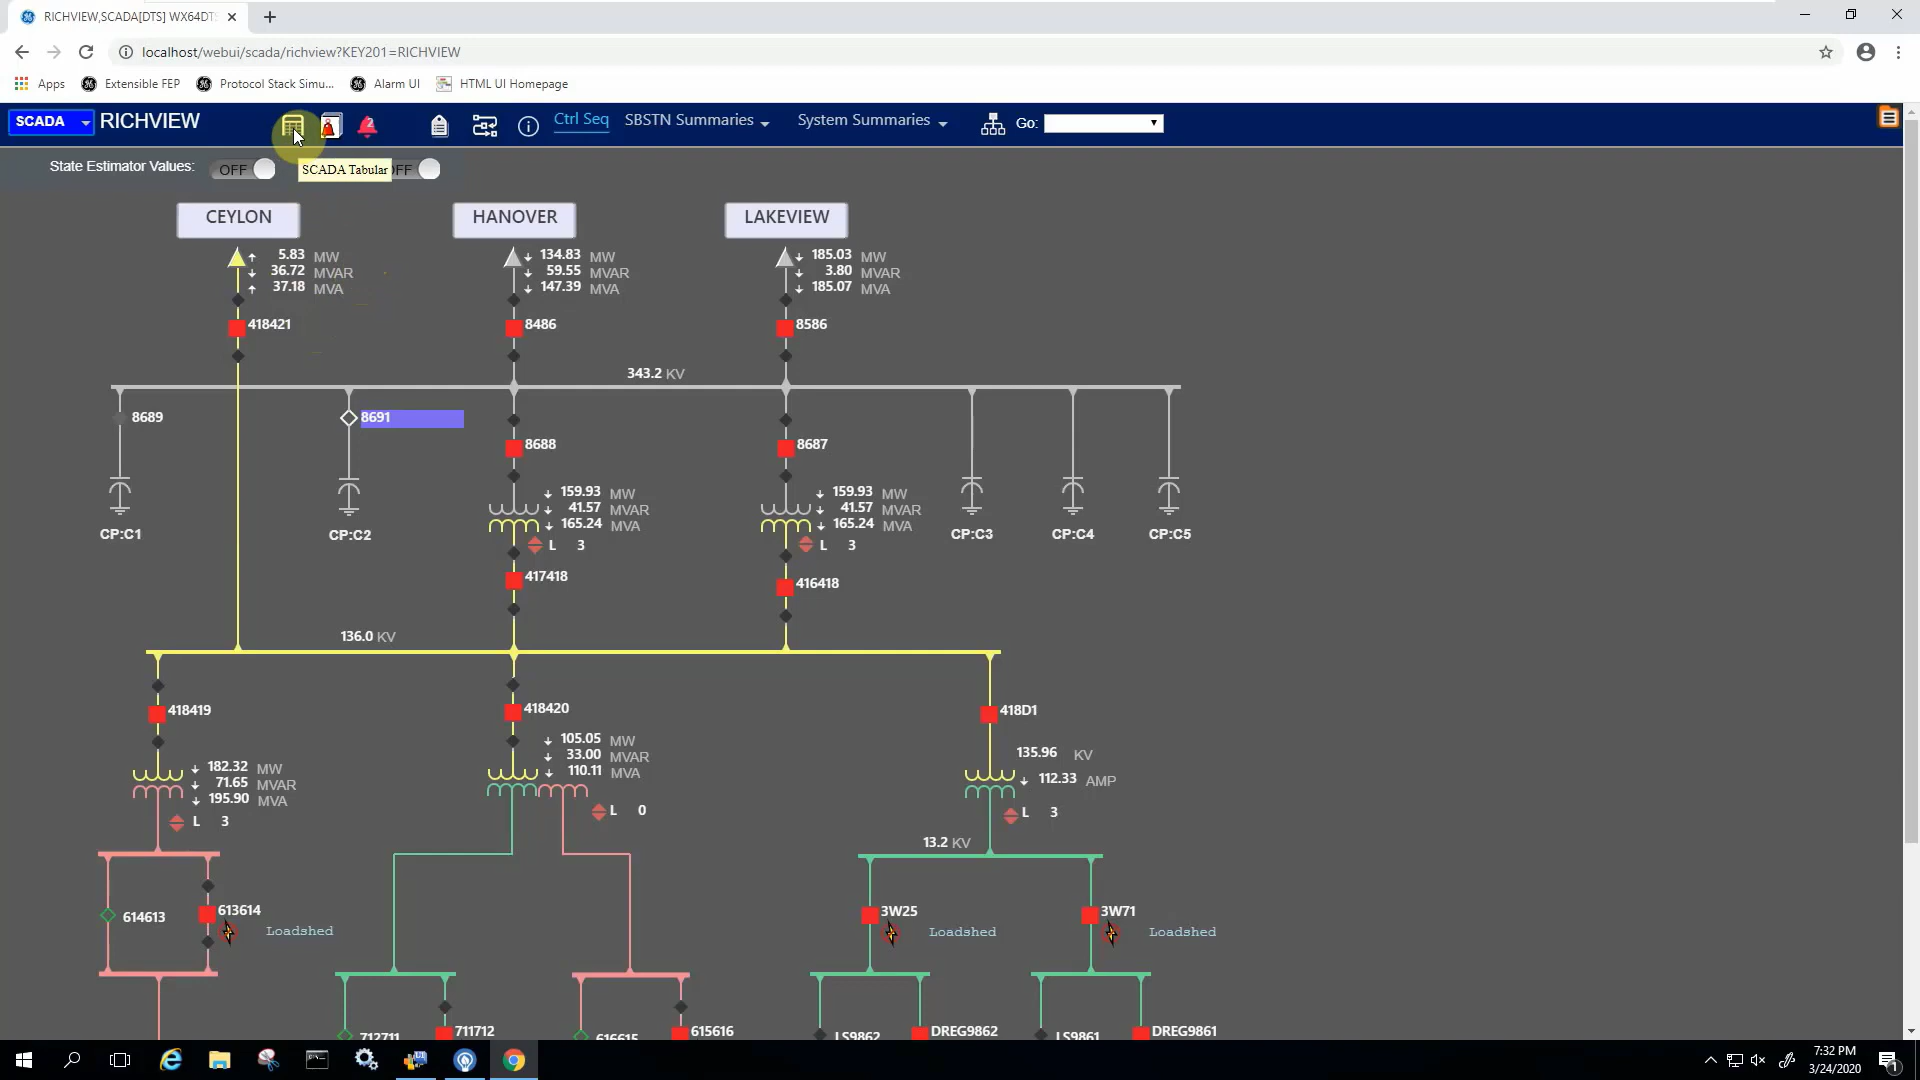 RICHVIEW,SCADA[DTS] WX64DTS
localhost/webui/scada/richview?KEY201=RICHVIEW
Apps Extensible FEP Protocol Stack Simu... Alarm UI HTML UI Homepage
SCADA RICHVIEW 2 Ctrl Seq SBSTN Summaries System Summaries Go:
State Estimator Values: OFF SCADA Tabular OFF
CEYLON HANOVER LAKEVIEW
5.83 MW 134.83 MW 185.03 MW
36.72 MVAR 59.55 MVAR 3.80 MVAR
37.18 MVA 147.39 MVA 185.07 MVA
418421 8486 8586
343.2 KV
8689 8691
8688 8687
159.93 MW 159.93 MW
41.57 MVAR 41.57 MVAR
165.24 MVA 165.24 MVA
CP:C1 CP:C2 CP:C3 CP:C4 CP:C5
L 3 L 3
417418 416418
136.0 KV
418419 418420 418D1
105.05 MW
33.00 MVAR 135.96 KV
110.11 MVA 112.33 AMP
182.32 MW
71.65 MVAR
195.90 MVA
L 3 L 0 L 3
13.2 KV
614613 613614 3W25 3W71
Loadshed Loadshed Loadshed
712711 711712 616615 615616 LS9862 DREG9862 LS9861 DREG9861
7:32 PM
3/24/2020
1